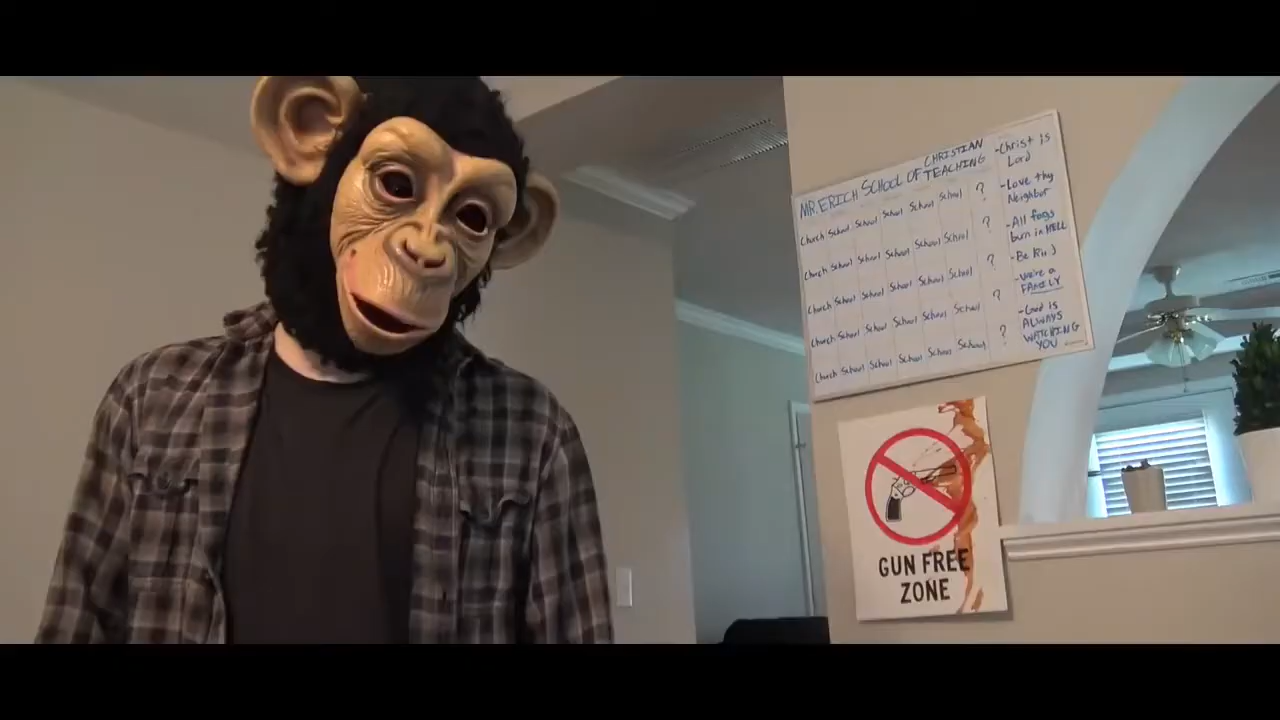 CHRISTIAN
MR. ERICH SCHOOL OF TEACHING
Church School School School School School ?
Church School School School School School ?
Church School School School School School ?
Church School School School School School ?
Church School School School School School ?
-Christ is
Lord
-Love thy
Neighbor
-All fags
burn in HELL
-Be
-We're a
FAMILY
-God is
ALWAYS
WATCHING
YOU
GUN FREE
ZONE